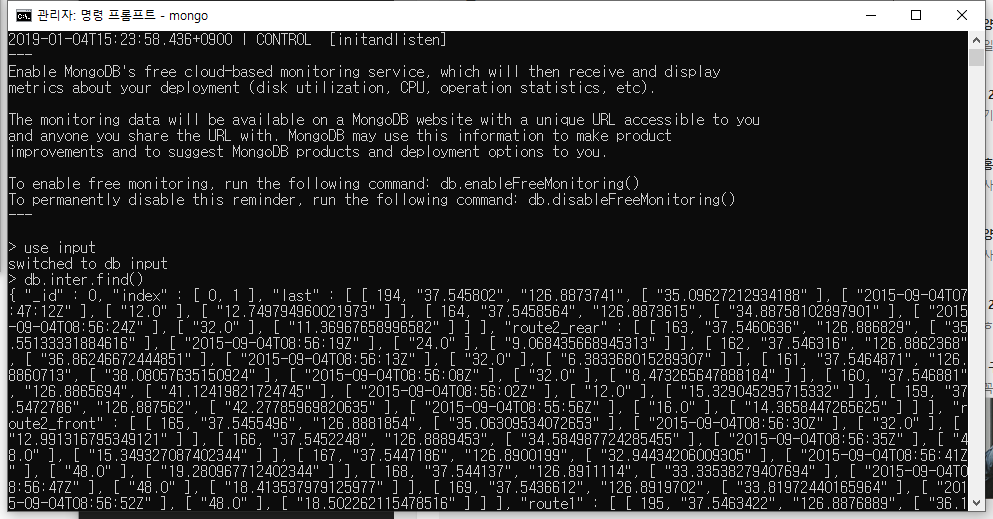 관리자: 명령 프롬프트 - mongo
2019-01-04T15:23:58.436+0900 I CONTROL  [initandlisten]
---
Enable MongoDB's free cloud-based monitoring service, which will then receive and display
metrics about your deployment (disk utilization, CPU, operation statistics, etc).
The monitoring data will be available on a MongoDB website with a unique URL accessible to you
and anyone you share the URL with. MongoDB may use this information to make product
improvements and to suggest MongoDB products and deployment options to you.
To enable free monitoring, run the following command: db.enableFreeMonitoring()
To permanently disable this reminder, run the following command: db.disableFreeMonitoring()
---
> use input
switched to db input
> db.inter.find()
{ "_id" : 0, "index" : [ 0, 1 ], "last" : [ [ 194, "37.545802", "126.8873741", [ "35.09627212934188" ], [ "2015-09-04T07
:47:12Z" ], [ "12.0" ], [ "12.749794960021973" ] ], [ 164, "37.5458564", "126.8873615", [ "34.88758102897901" ], [ "2015
-09-04T08:56:24Z" ], [ "32.0" ], [ "11.36967658996582" ] ] ], "route2_rear" : [ [ 163, "37.5460636", "126.886829", [ "35
.55133331884616" ], [ "2015-09-04T08:56:19Z" ], [ "24.0" ], [ "9.068435668945313" ] ], [ 162, "37.546316", "126.8862368"
, [ "36.86246672444851" ], [ "2015-09-04T08:56:13Z" ], [ "32.0" ], [ "6.383368015289307" ] ], [ 161, "37.5464871", "126.
8860713", [ "38.08057635150924" ], [ "2015-09-04T08:56:08Z" ], [ "32.0" ], [ "8.473265647888184" ] ], [ 160, "37.546881"
, "126.8865694", [ "41.12419821724745" ], [ "2015-09-04T08:56:02Z" ], [ "12.0" ], [ "15.329045295715332" ] ], [ 159, "37
.5472786", "126.887562", [ "42.27785969820635" ], [ "2015-09-04T08:55:56Z" ], [ "16.0" ], [ "14.3658447265625" ] ] ], "r
oute2_front" : [ [ 165, "37.5455496", "126.8881854", [ "35.06309534072653" ], [ "2015-09-04T08:56:30Z" ], [ "32.0" ], [
"12.991316795349121" ] ], [ 166, "37.5452248", "126.8889453", [ "34.584987724285455" ], [ "2015-09-04T08:56:35Z" ], [ "4
8.0" ], [ "15.349327087402344" ] ], [ 167, "37.5447186", "126.8900199", [ "32.94434206009305" ], [ "2015-09-04T08:56:41Z
" ], [ "48.0" ], [ "19.280967712402344" ] ], [ 168, "37.544137", "126.8911114", [ "33.33538279407694" ], [ "2015-09-04T0
8:56:47Z" ], [ "48.0" ], [ "18.413537979125977" ] ], [ 169, "37.5436612", "126.8919702", [ "33.81972440165964" ], [ "201
5-09-04T08:56:52Z" ], [ "48.0" ], [ "18.502262115478516" ] ] ], "route1" : [ [ 195, "37.5463422", "126.8876889", [ "36.1